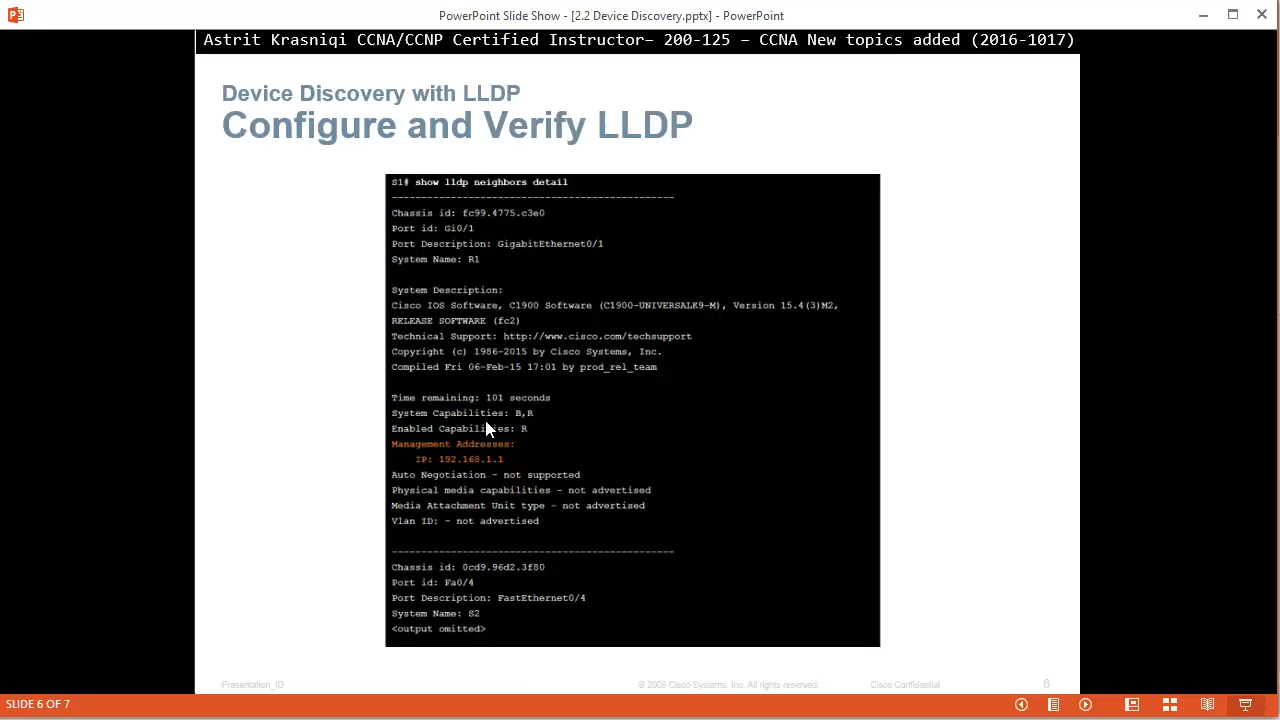 PowerPoint Slide Show - [2.2 Device Discovery.pptx] - PowerPoint
Astrit Krasniqi CCNA/CCNP Certified Instructor– 200-125 – CCNA New topics added (2016-1017)
Device Discovery with LLDP
Configure and Verify LLDP
S1# show lldp neighbors detail
------------------------------------------------
Chassis id: fc99.4775.c3e0
Port id: Gi0/1
Port Description: GigabitEthernet0/1
System Name: R1
System Description:
Cisco IOS Software, C1900 Software (C1900-UNIVERSALK9-M), Version 15.4(3)M2,
RELEASE SOFTWARE (fc2)
Technical Support: http://www.cisco.com/techsupport
Copyright (c) 1986-2015 by Cisco Systems, Inc.
Compiled Fri 06-Feb-15 17:01 by prod_rel_team
Time remaining: 101 seconds
System Capabilities: B,R
Enabled Capabilities: R
Management Addresses:
IP: 192.168.1.1
Auto Negotiation - not supported
Physical media capabilities - not advertised
Media Attachment Unit type - not advertised
Vlan ID: - not advertised
------------------------------------------------
Chassis id: 0cd9.96d2.3f80
Port id: Fa0/4
Port Description: FastEthernet0/4
System Name: S2
<output omitted>
Presentation_ID
© 2008 Cisco Systems, Inc. All rights reserved.
Cisco Confidential
6
SLIDE 6 OF 7